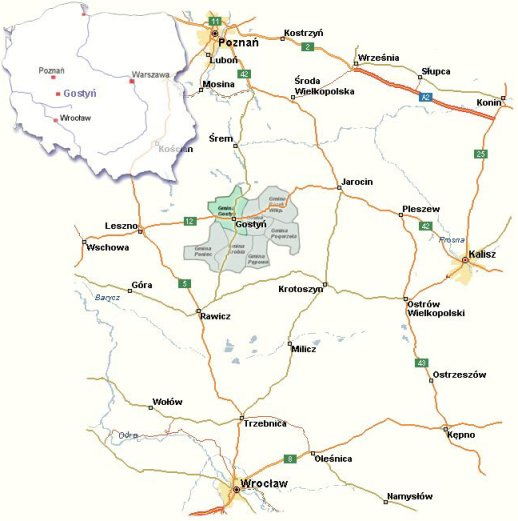 11
Poznań
Kostrzyń
2
Luboń
Września
Poznań
Warszawa
42
Słupca
Mosina
Środa
Wielkopolska
Gostyń
A2
Konin
Wrocław
Śrem
Kościan
25
Jarocin
Gmina
Pleszew
Leszno
12
Gostyń
42
Prosna
Wschowa
Gmina
Poniec
Gmina
Krobia
Gmina
Pępowo
Gmina
Pogorzela
Kalisz
Góra
5
Krotoszyn
Barycz
Rawicz
Ostrów
Wielkopolski
Milicz
43
Ostrzeszów
Wołów
Trzebnica
Odra
Kępno
8
Oleśnica
Wrocław
Namysłów